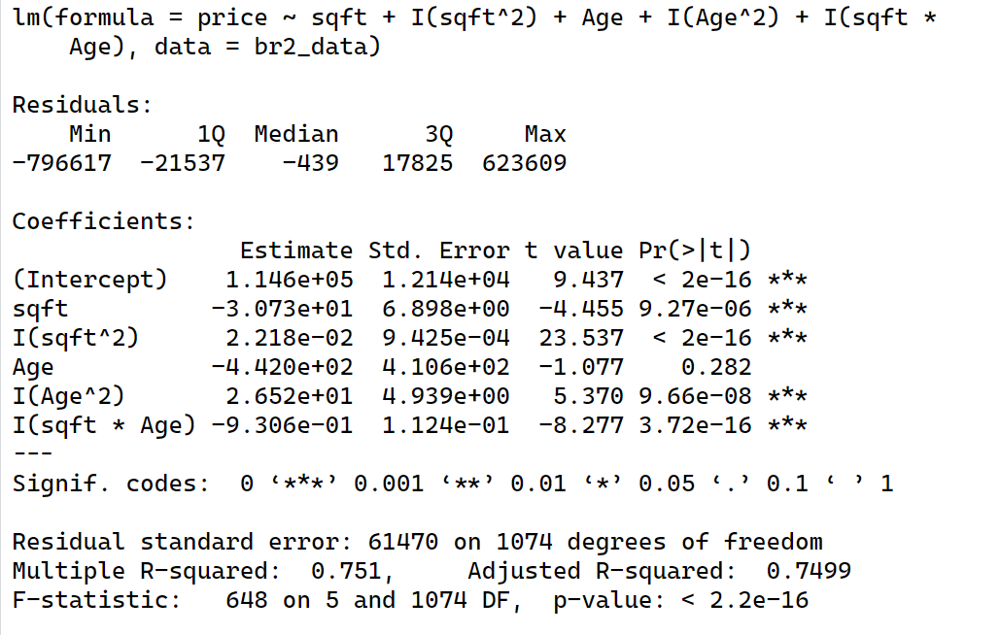 lm(formula = price ~ sqft + I(sqft^2) + Age + I(Age^2) + I(sqft *
    Age), data = br2_data)

Residuals:
    Min      1Q  Median      3Q     Max
-796617  -21537    -439   17825  623609

Coefficients:
                Estimate Std. Error t value Pr(>|t|)
(Intercept)    1.146e+05  1.214e+04   9.437  < 2e-16 ***
sqft          -3.073e+01  6.898e+00  -4.455 9.27e-06 ***
I(sqft^2)      2.218e-02  9.425e-04  23.537  < 2e-16 ***
Age           -4.420e+02  4.106e+02  -1.077    0.282
I(Age^2)       2.652e+01  4.939e+00   5.370 9.66e-08 ***
I(sqft * Age) -9.306e-01  1.124e-01  -8.277 3.72e-16 ***
---
Signif. codes:  0 ‘***’ 0.001 ‘**’ 0.01 ‘*’ 0.05 ‘.’ 0.1 ‘ ’ 1

Residual standard error: 61470 on 1074 degrees of freedom
Multiple R-squared:  0.751,     Adjusted R-squared:  0.7499
F-statistic:   648 on 5 and 1074 DF,  p-value: < 2.2e-16